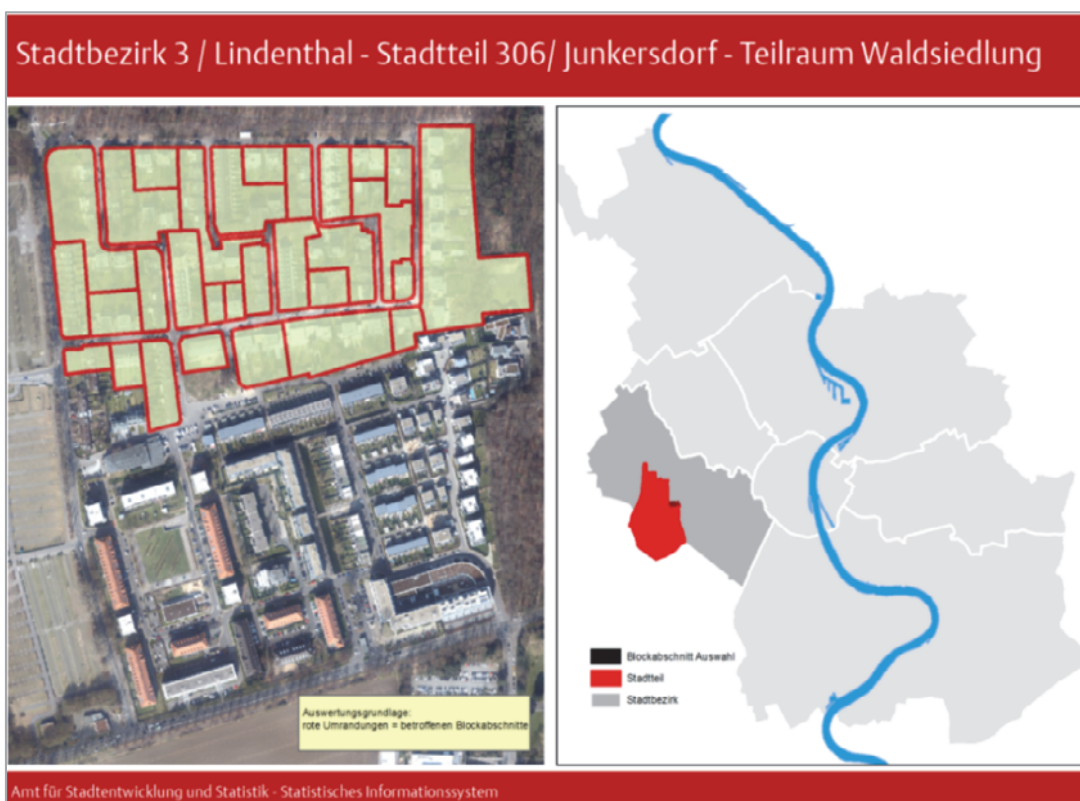 Stadtbezirk 3 / Lindenthal - Stadtteil 306/ Junkersdorf - Teilraum Waldsiedlung
Auswertungsgrundlage:
rote Umrandungen = betroffenen Blockabschnitte
Blockabschnitt Auswahl
Stadtteil
Stadtbezirk
Amt für Stadtentwicklung und Statistik - Statistisches Informationssystem